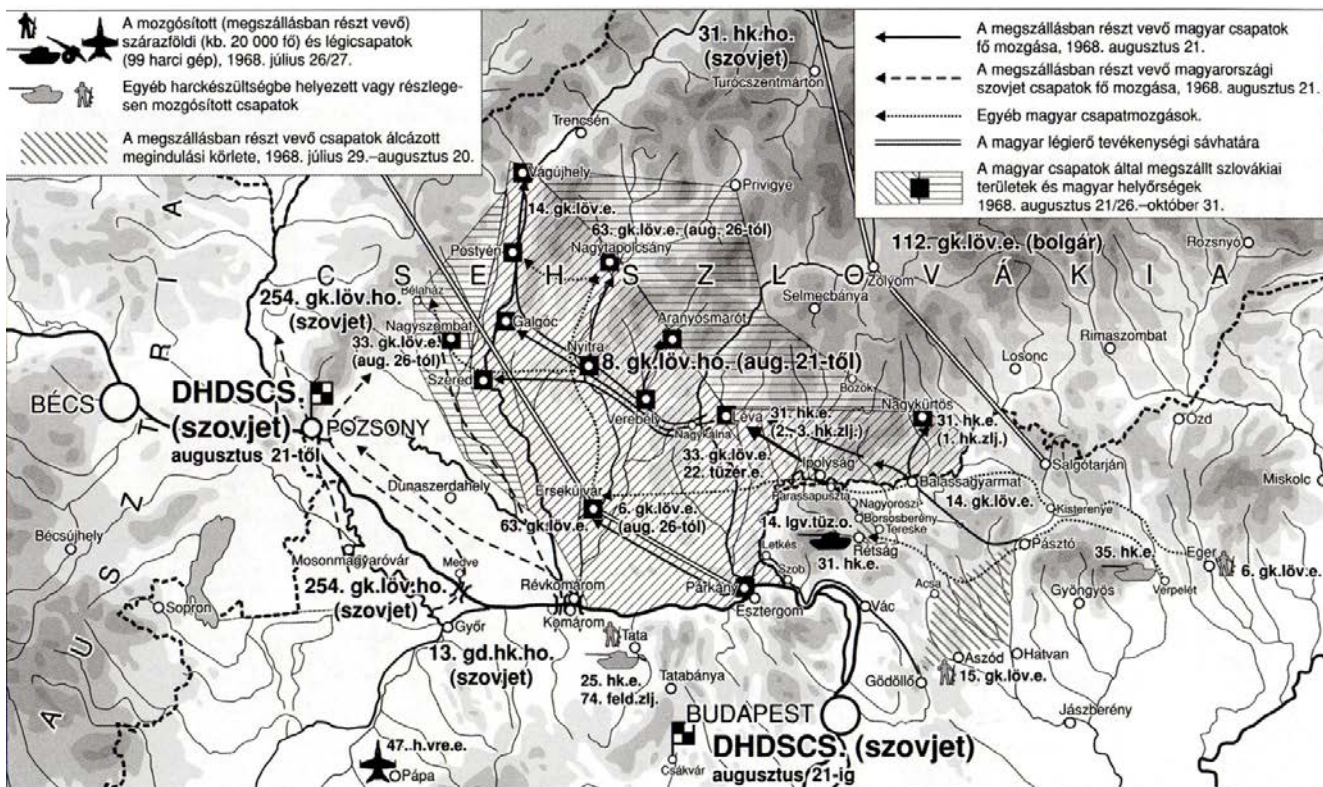 A mozgósított (megszállásban részt vevő)
szárazföldi (kb. 20 000 fő) és légicsapatok
(99 harci gép), 1968. július 26/27.
Egyéb harckészültségbe helyezett vagy részlege-
sen mozgósított csapatok
A megszállásban részt vevő csapatok álcázott
megindulási körlete, 1968. július 29.–augusztus 20.
A megszállásban részt vevő magyar csapatok
fő mozgása, 1968. augusztus 21.
A megszállásban részt vevő magyarországi
szovjet csapatok fő mozgása, 1968. augusztus 21.
Egyéb magyar csapatmozgások.
A magyar légierő tevékenységi sávhatára
A magyar csapatok által megszállt szlovákiai
területek és magyar helyőrségek
1968. augusztus 21/26.–október 31.
31. hk.ho.
(szovjet)
Turócszentmárton
Trencsén
Vágújhely
Privigye
14. gk.löv.e.
63. gk.löv.e. (aug. 26-tól)
Pöstyén
Nagytapolcsány
112. gk.löv.e. (bolgár)
Rozsnyó
CSEHSZLOVÁKIA
Zólyom
Bélaház
254. gk.löv.ho.
(szovjet)
Nagyszombat
33. gk.löv.e.
(aug. 26-tól)
Galgóc
Selmecbánya
Aranyosmarót
Rimaszombat
Losonc
Nyitra
8. gk.löv.ho. (aug. 21-től)
Szered
Bozók
BÉCS
DHDSCS.
(szovjet)
augusztus 21-től
POZSONY
Verebély
Léva
Nagykálna
31. hk.e.
(2., 3. hk.zlj.)
Nagykürtös
31. hk.e.
(1. hk.zlj.)
Ózd
33. gk.löv.e.
22. tüzér.e.
Ipolyság
Salgótarján
Miskolc
Dunaszerdahely
Érsekújvár
6. gk.löv.e.
(aug. 26-tól)
63. gk.löv.e.
Parassapuszta
Balassagyarmat
14. gk.löv.e.
Nagyoroszi
Borsosberény
Tereske
Kisterenye
Bécsújhely
14. lgv.tüz.o.
Rétság
31. hk.e.
Pásztó
35. hk.e.
Eger
6. gk.löv.e.
Verpelét
Mosonmagyaróvár
Medve
Letkés
Szob
Acsa
Gyöngyös
254. gk.löv.ho.
(szovjet)
Révkomárom
Komárom
Párkány
Esztergom
Vác
Sopron
Győr
AUSZTRIA
13. gd.hk.ho.
(szovjet)
Tata
25. hk.e.
74. feld.zlj.
Tatabánya
Gödöllő
Aszód
15. gk.löv.e.
Hatvan
Jászberény
BUDAPEST
DHDSCS. (szovjet)
augusztus 21-ig
Csákvár
47. h.vre.e.
Pápa